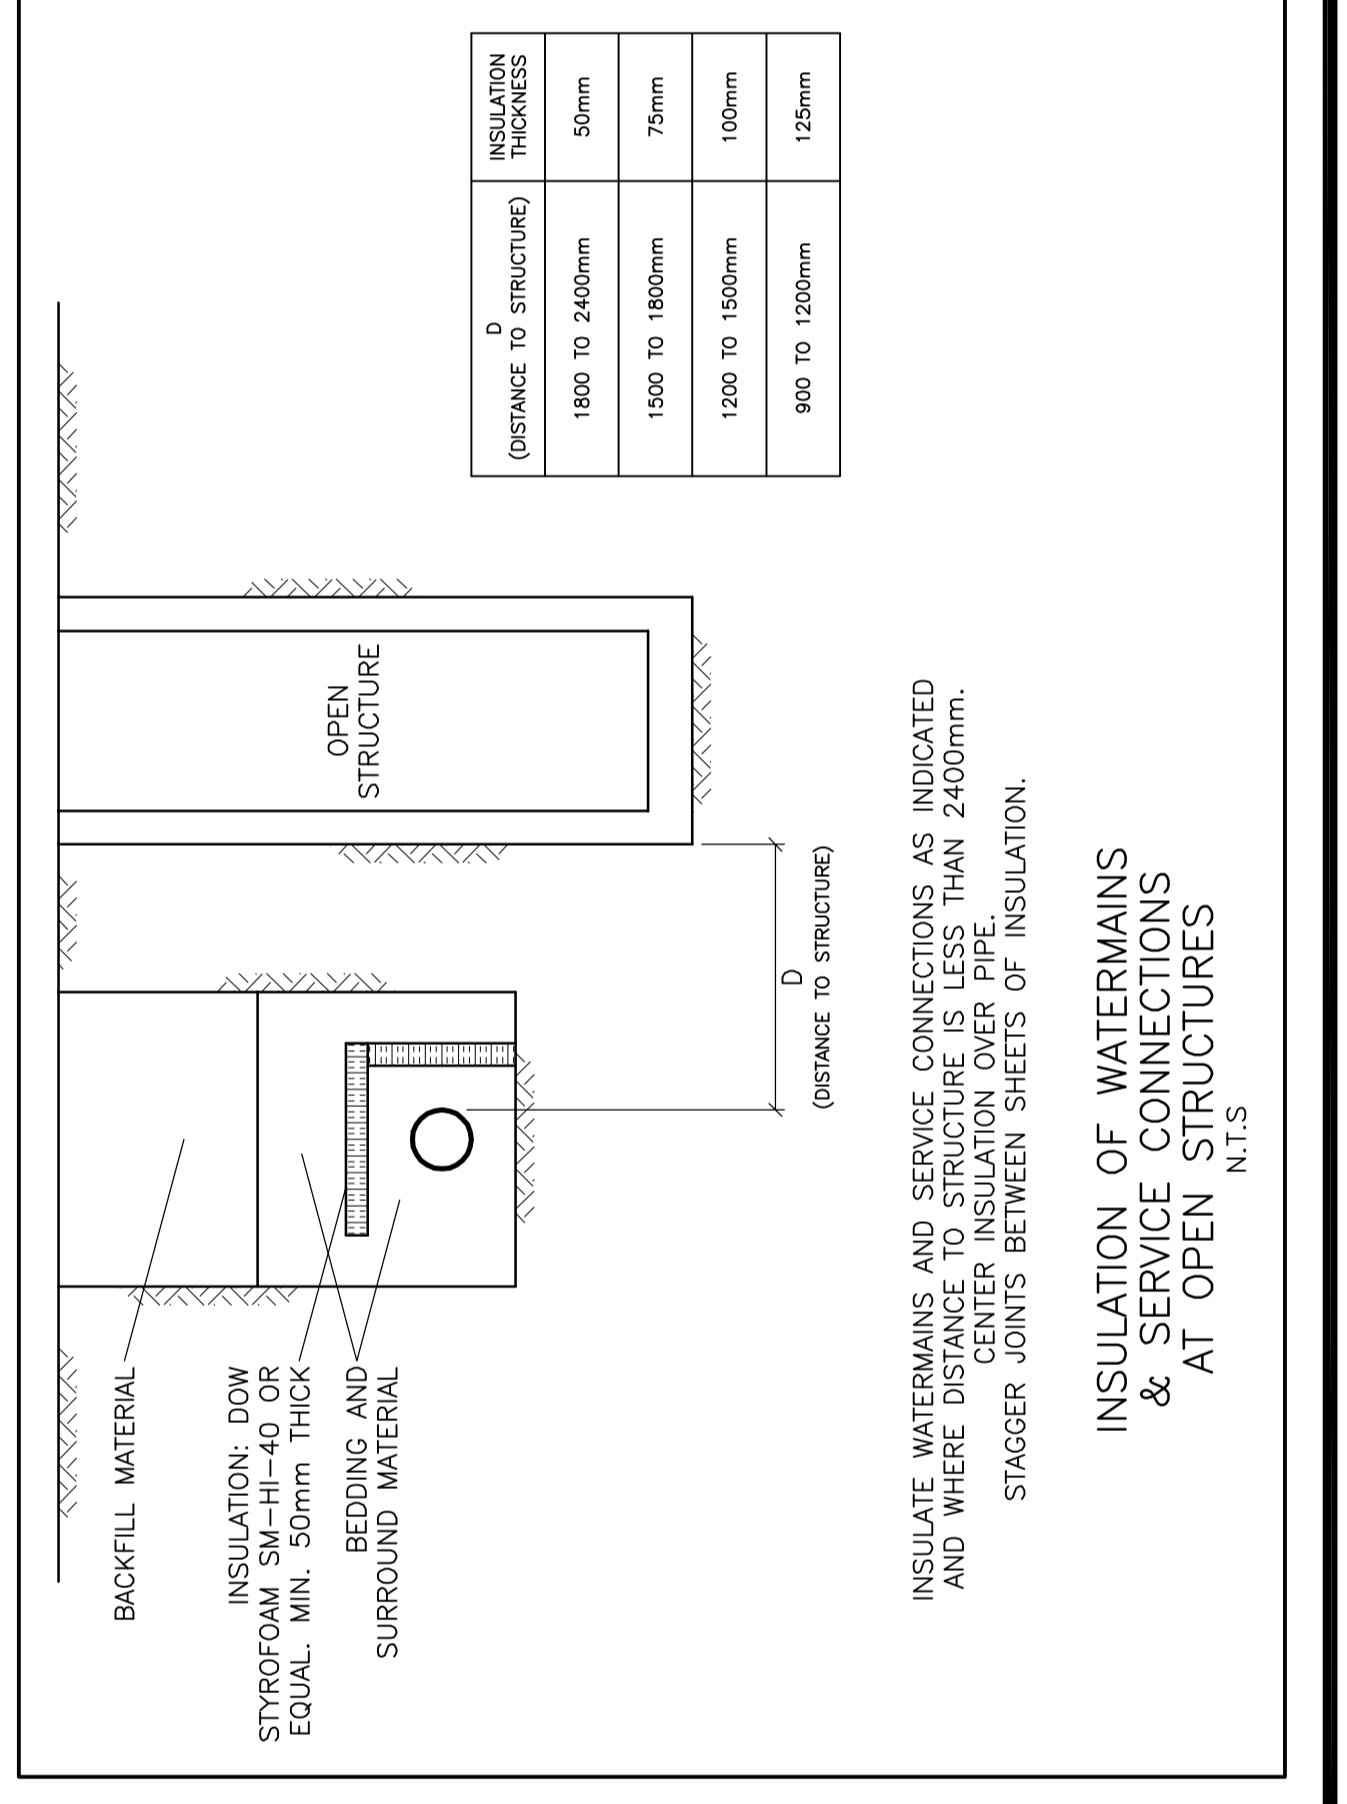 BACKFILL MATERIAL
INSULATION: DOW
STYROFOAM SM-HI-40 OR
EQUAL. MIN. 50mm THICK
BEDDING AND
SURROUND MATERIAL
OPEN
STRUCTURE
D
(DISTANCE TO STRUCTURE)
D
(DISTANCE TO STRUCTURE)
INSULATION
THICKNESS
1800 TO 2400mm
50mm
1500 TO 1800mm
75mm
1200 TO 1500mm
100mm
900 TO 1200mm
125mm
INSULATE WATERMAINS AND SERVICE CONNECTIONS AS INDICATED
AND WHERE DISTANCE TO STRUCTURE IS LESS THAN 2400mm.
CENTER INSULATION OVER PIPE.
STAGGER JOINTS BETWEEN SHEETS OF INSULATION.
INSULATION OF WATERMAINS
& SERVICE CONNECTIONS
AT OPEN STRUCTURES
N.T.S